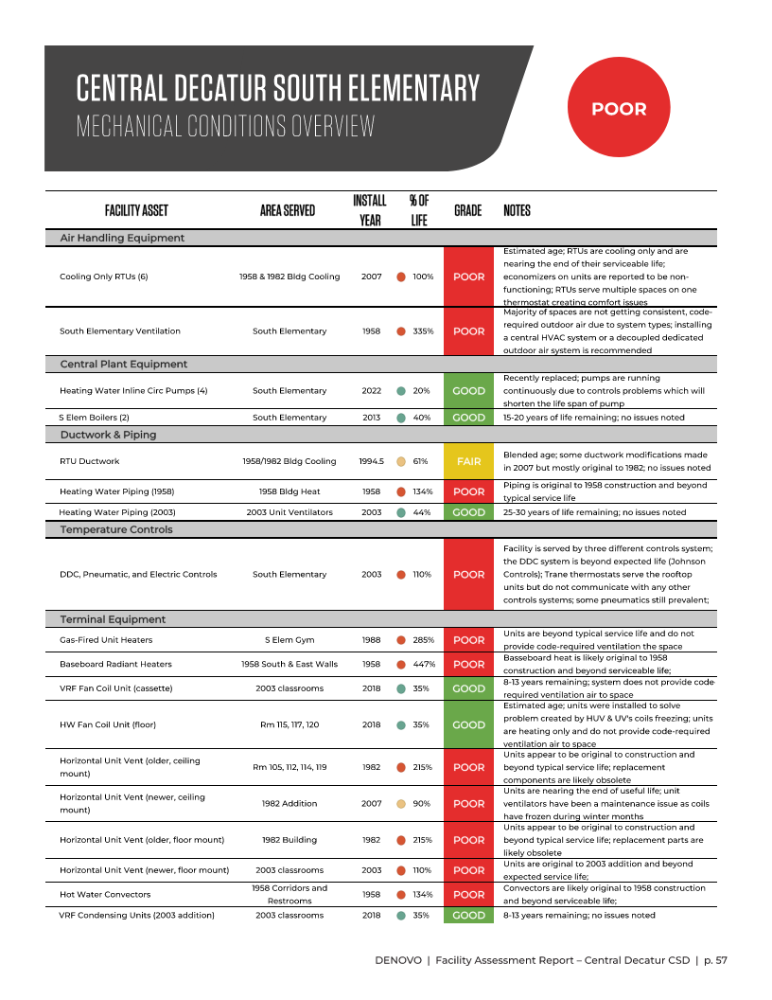 CENTRAL DECATUR SOUTH ELEMENTARY
MECHANICAL CONDITIONS OVERVIEW
POOR
FACILITY ASSET AREA SERVED INSTALL YEAR % OF LIFE GRADE NOTES
Air Handling Equipment
Cooling Only RTUs (6) 1958 & 1982 Bldg Cooling 2007 100% POOR
Estimated age; RTUs are cooling only and are
nearing the end of their serviceable life;
economizers on units are reported to be non-
functioning; RTUs serve multiple spaces on one
thermostat creating comfort issues
South Elementary Ventilation South Elementary 1958 335% POOR
Majority of spaces are not getting consistent, code-
required outdoor air due to system types; installing
a central HVAC system or a decoupled dedicated
outdoor air system is recommended
Central Plant Equipment
Heating Water Inline Circ Pumps (4) South Elementary 2022 20% GOOD
Recently replaced; pumps are running
continuously due to controls problems which will
shorten the life span of pump
S Elem Boilers (2) South Elementary 2013 40% GOOD 15-20 years of life remaining; no issues noted
Ductwork & Piping
RTU Ductwork 1958/1982 Bldg Cooling 1994.5 61% FAIR
Blended age; some ductwork modifications made
in 2007 but mostly original to 1982; no issues noted
Heating Water Piping (1958) 1958 Bldg Heat 1958 134% POOR
Piping is original to 1958 construction and beyond
typical service life
Heating Water Piping (2003) 2003 Unit Ventilators 2003 44% GOOD 25-30 years of life remaining; no issues noted
Temperature Controls
DDC, Pneumatic, and Electric Controls South Elementary 2003 110% POOR
Facility is served by three different controls system;
the DDC system is beyond expected life (Johnson
Controls); Trane thermostats serve the rooftop
units but do not communicate with any other
controls systems; some pneumatics still prevalent;
Terminal Equipment
Gas-Fired Unit Heaters S Elem Gym 1988 285% POOR
Units are beyond typical service life and do not
provide code-required ventilation the space
Baseboard Radiant Heaters 1958 South & East Walls 1958 447% POOR
Basseboard heat is likely original to 1958
construction and beyond serviceable life;
VRF Fan Coil Unit (cassette) 2003 classrooms 2018 35% GOOD
8-13 years remaining; system does not provide code
required ventilation air to space
HW Fan Coil Unit (floor) Rm 115, 117, 120 2018 35% GOOD
Estimated age; units were installed to solve
problem created by HUV & UV's coils freezing; units
are heating only and do not provide code-required
ventilation air to space
Horizontal Unit Vent (older, ceiling
mount) Rm 105, 112, 114, 119 1982 215% POOR
Units appear to be original to construction and
beyond typical service life; replacement
components are likely obsolete
Horizontal Unit Vent (newer, ceiling
mount) 1982 Addition 2007 90% POOR
Units are nearing the end of useful life; unit
ventilators have been a maintenance issue as coils
have frozen during winter months
Horizontal Unit Vent (older, floor mount) 1982 Building 1982 215% POOR
Units appear to be original to construction and
beyond typical service life; replacement parts are
likely obsolete
Horizontal Unit Vent (newer, floor mount) 2003 classrooms 2003 110% POOR
Units are original to 2003 addition and beyond
expected service life;
Hot Water Convectors 1958 Corridors and
Restrooms 1958 134% POOR
Convectors are likely original to 1958 construction
and beyond serviceable life;
VRF Condensing Units (2003 addition) 2003 classrooms 2018 35% GOOD 8-13 years remaining; no issues noted
DENOVO | Facility Assessment Report – Central Decatur CSD | p. 57